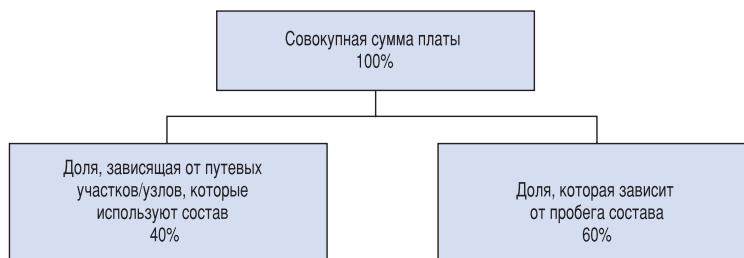 Совокупная сумма платы
100%
Доля, зависящая от путевых
участков/узлов, которые
используют состав
40%
Доля, которая зависит
от пробега состава
60%